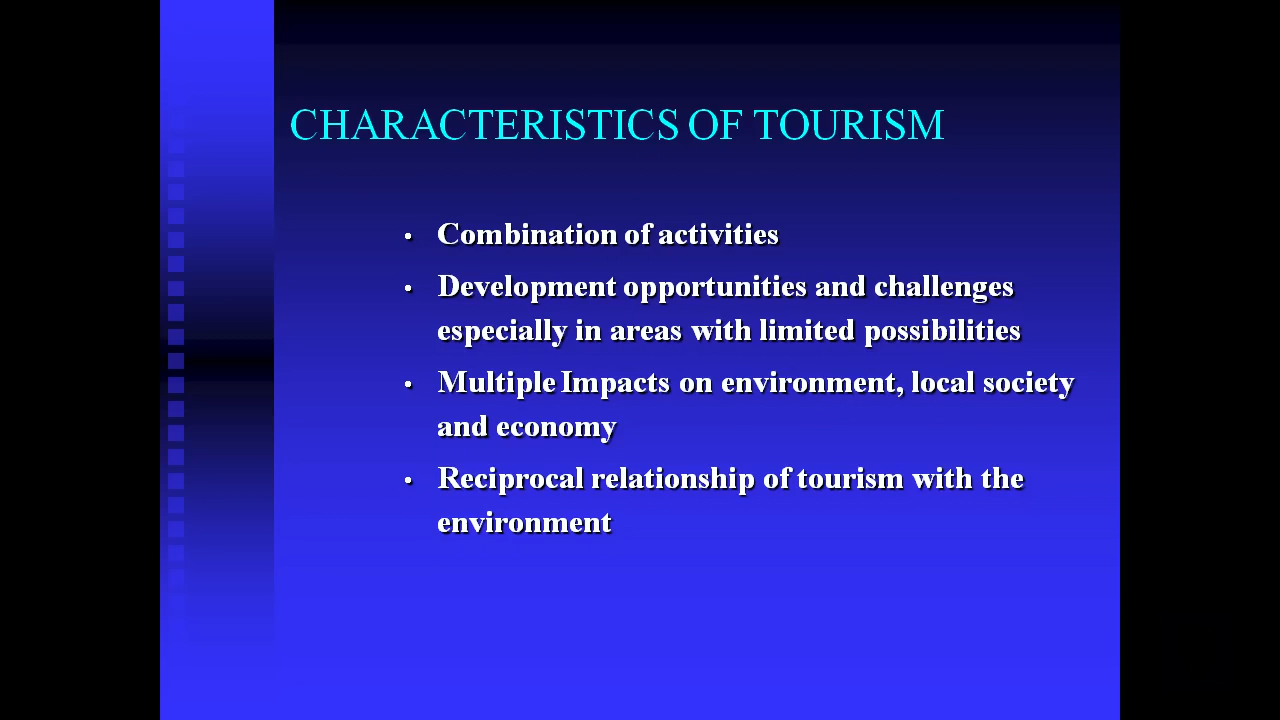 CHARACTERISTICS OF TOURISM
• Combination of activities
• Development opportunities and challenges
especially in areas with limited possibilities
• Multiple Impacts on environment, local society
and economy
• Reciprocal relationship of tourism with the
environment